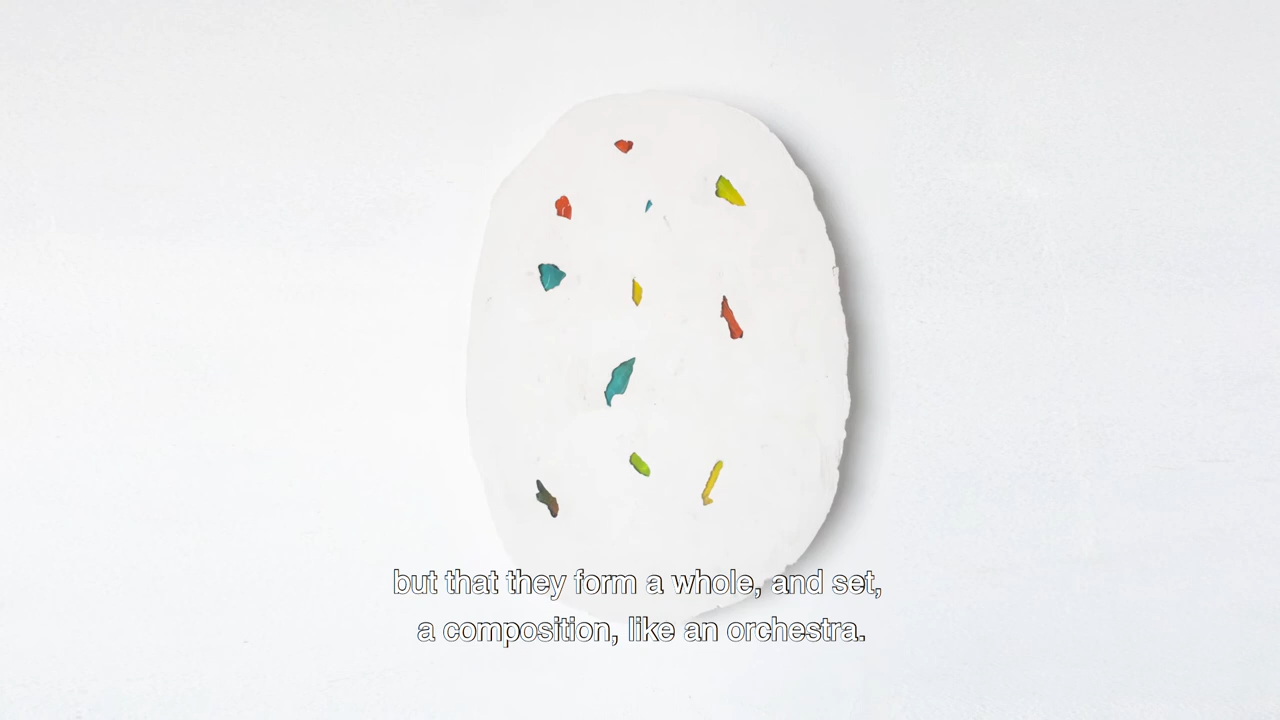 but that they form a whole, and set,
a composition, like an orchestra.